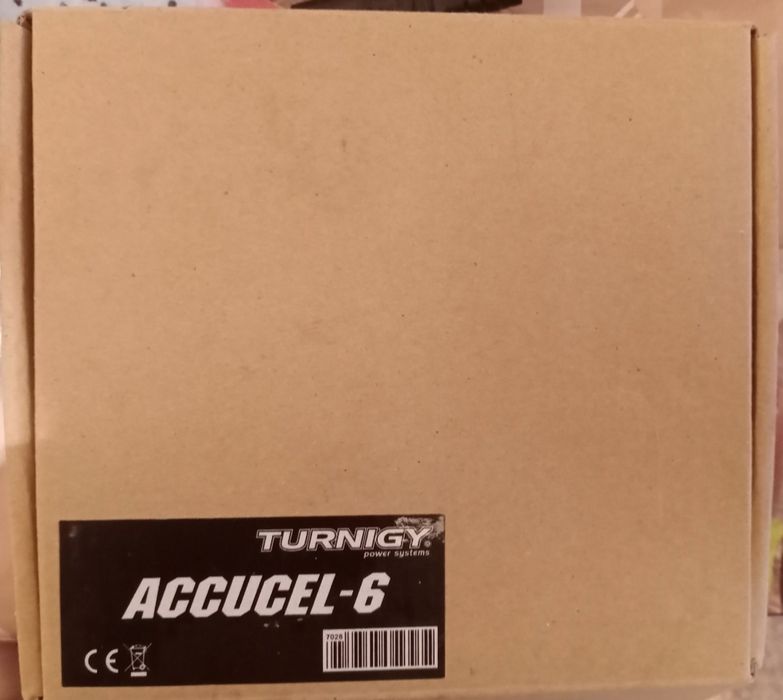 TURNIGY®
power systems
ACCUCEL-6
7028
CE